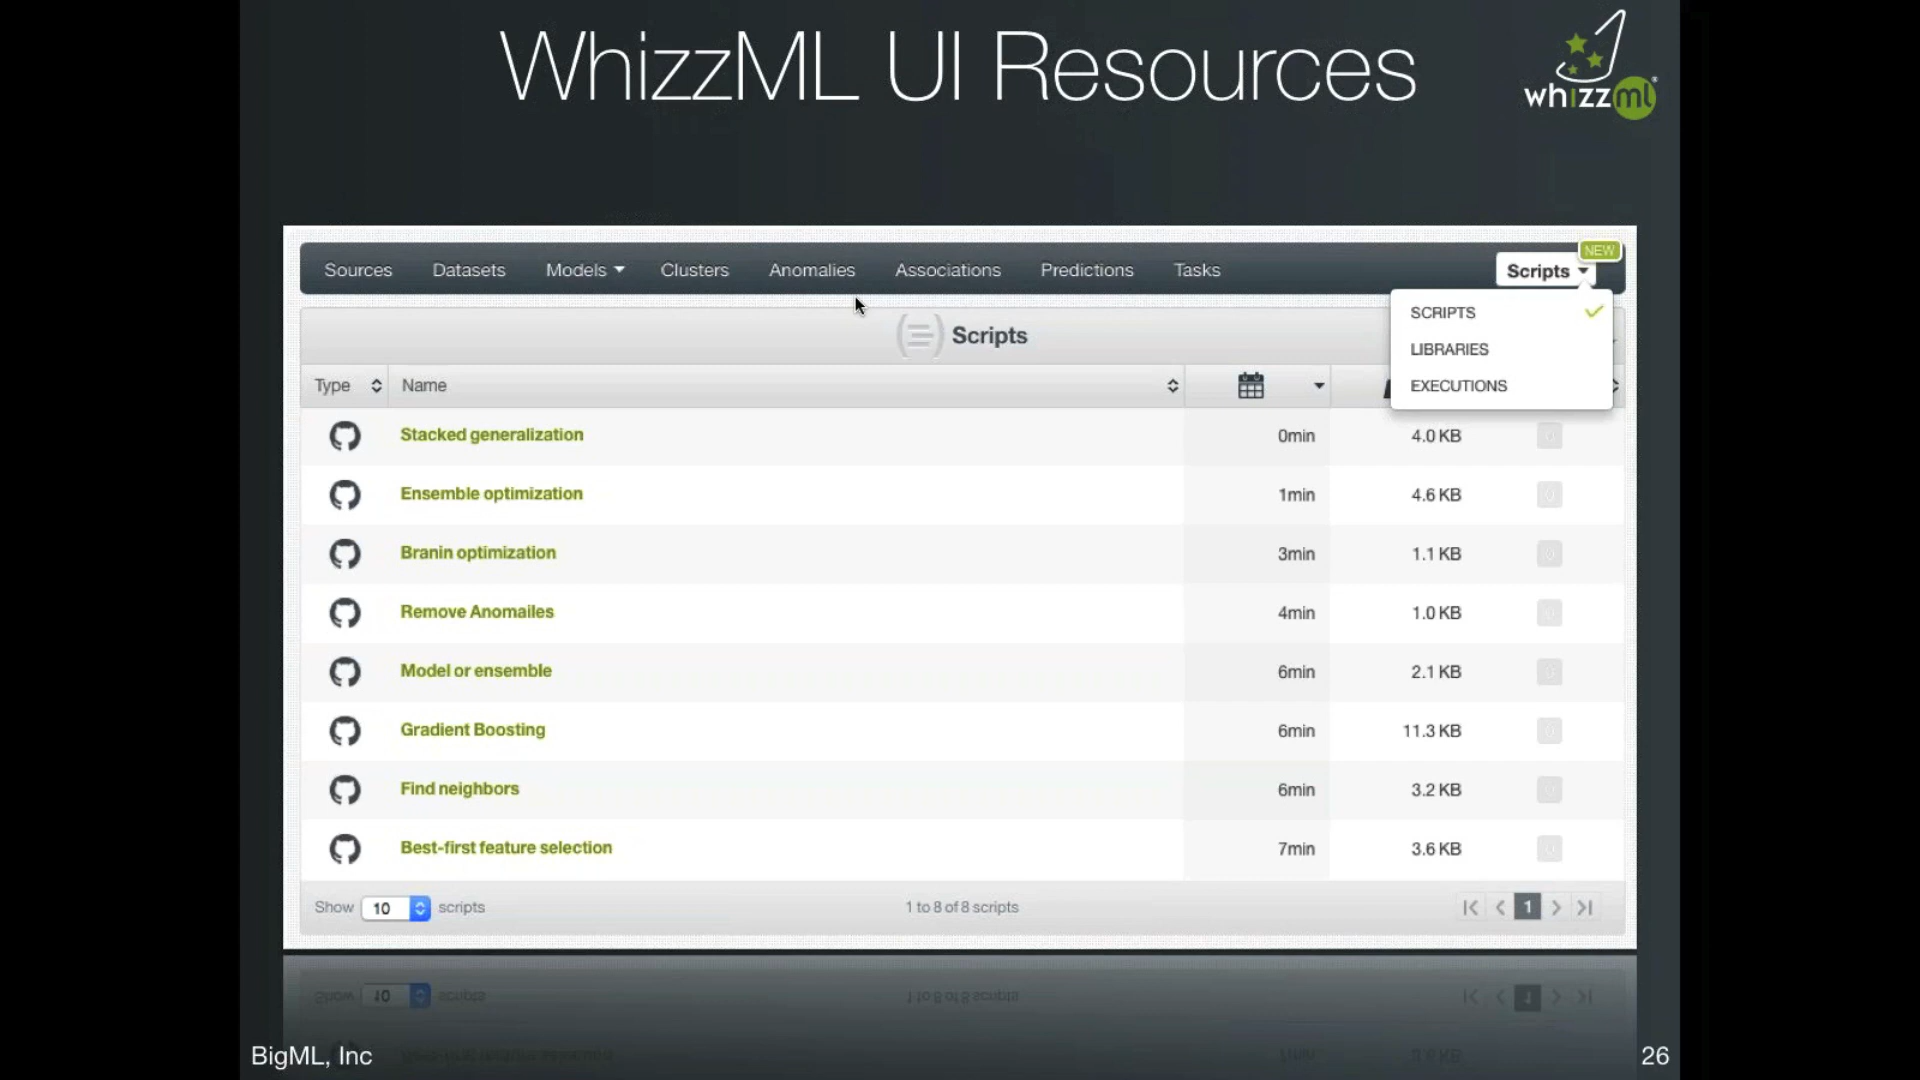 WhizzML UI Resources
whizzml
NEW
Sources Datasets Models Clusters Anomalies Associations Predictions Tasks Scripts
SCRIPTS
LIBRARIES
EXECUTIONS
Scripts
Type Name
Stacked generalization 0min 4.0 KB
Ensemble optimization 1min 4.6 KB
Branin optimization 3min 1.1 KB
Remove Anomailes 4min 1.0 KB
Model or ensemble 6min 2.1 KB
Gradient Boosting 6min 11.3 KB
Find neighbors 6min 3.2 KB
Best-first feature selection 7min 3.6 KB
Show 10 scripts 1 to 8 of 8 scripts 1
BigML, Inc 26